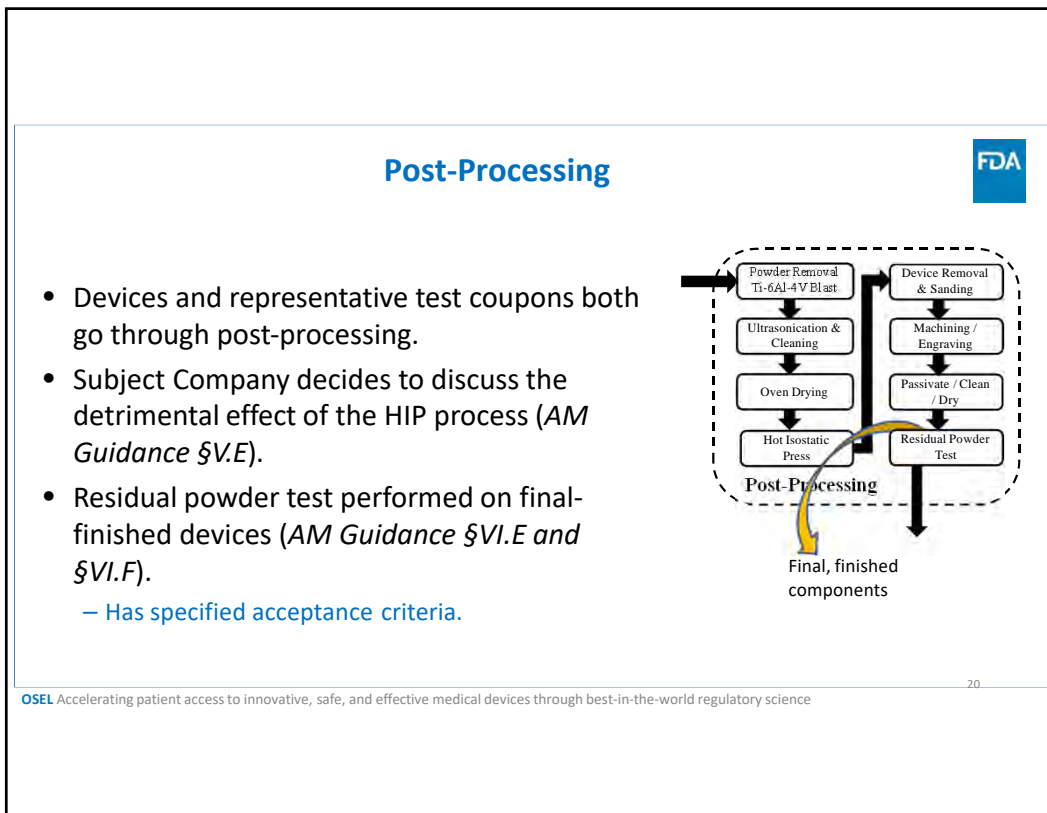 Post-Processing
FDA
• Devices and representative test coupons both
go through post-processing.
• Subject Company decides to discuss the
detrimental effect of the HIP process (AM
Guidance §V.E).
• Residual powder test performed on final-
finished devices (AM Guidance §VI.E and
§VI.F).
– Has specified acceptance criteria.
Powder Removal
Ti-6Al-4V Blast
Ultrasonication &
Cleaning
Oven Drying
Hot Isostatic
Press
Device Removal
& Sanding
Machining /
Engraving
Passivate / Clean
/ Dry
Residual Powder
Test
Post-Processing
Final, finished
components
20
OSEL Accelerating patient access to innovative, safe, and effective medical devices through best-in-the-world regulatory science